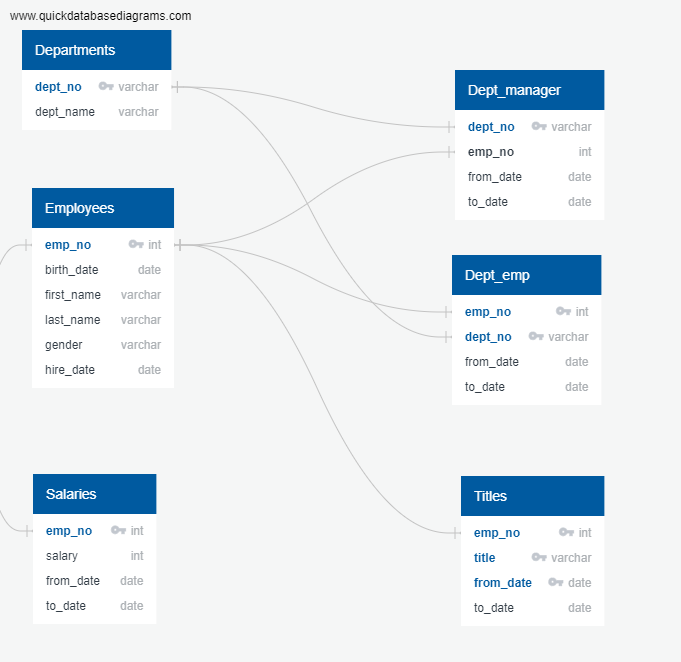 www.quickdatabasediagrams.com
Departments
dept_no varchar
dept_name varchar
Employees
emp_no int
birth_date date
first_name varchar
last_name varchar
gender varchar
hire_date date
Salaries
emp_no int
salary int
from_date date
to_date date
Dept_manager
dept_no varchar
emp_no int
from_date date
to_date date
Dept_emp
emp_no int
dept_no varchar
from_date date
to_date date
Titles
emp_no int
title varchar
from_date date
to_date date